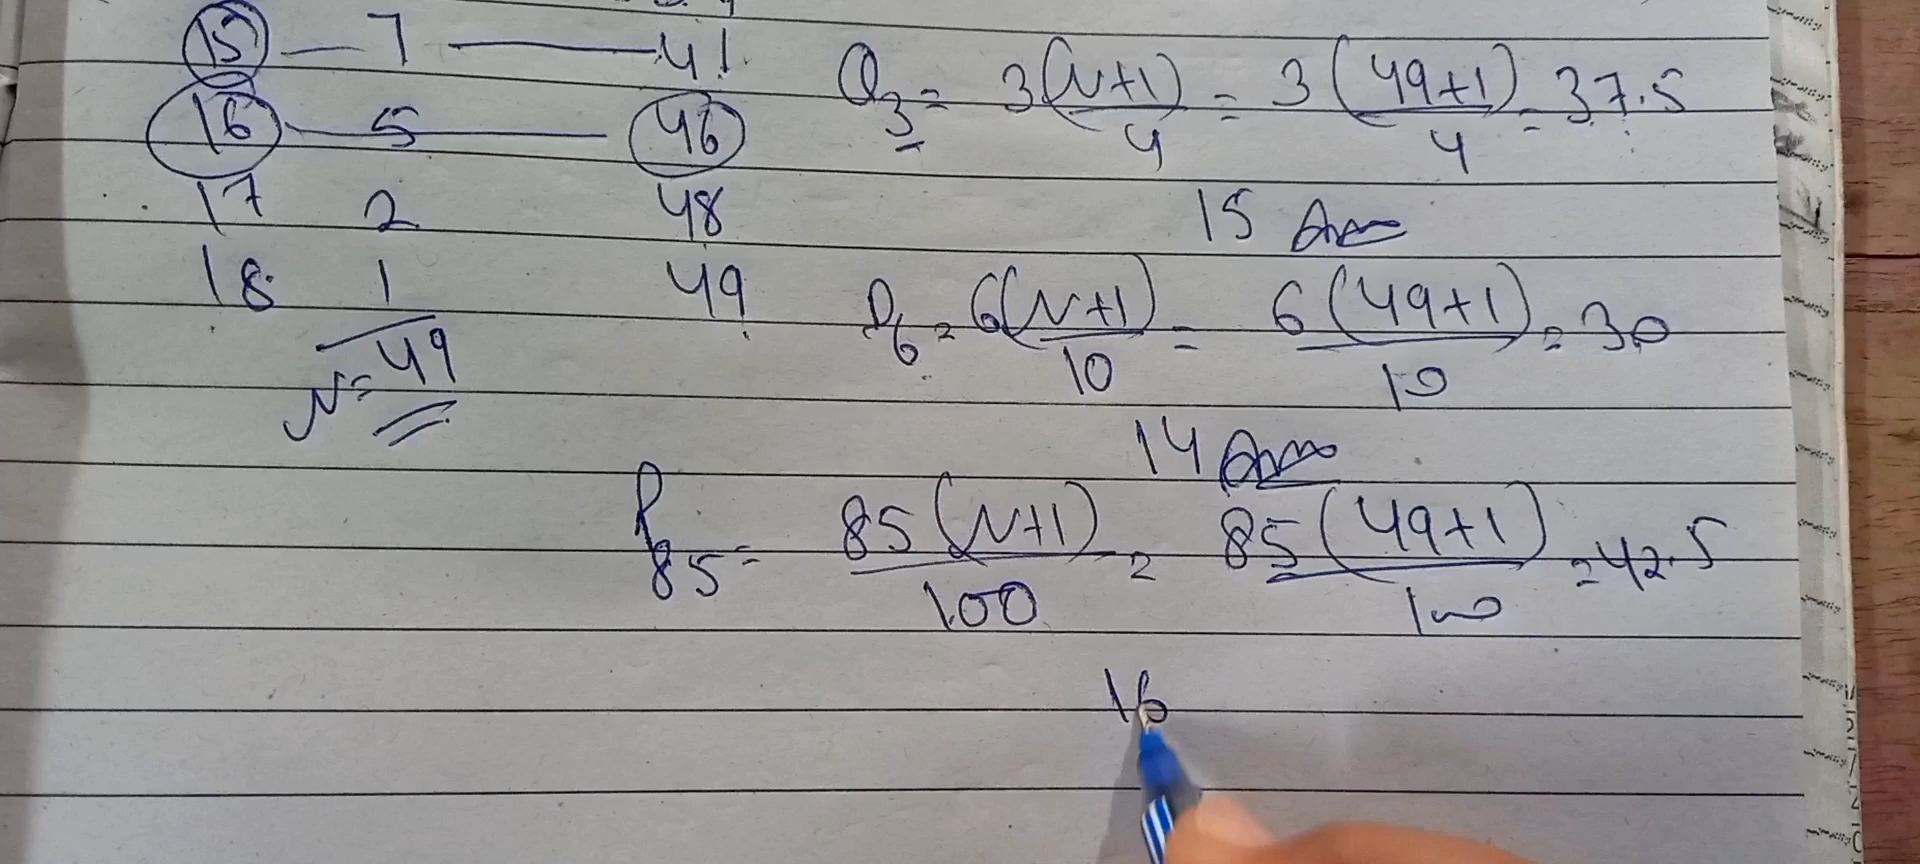 15 — 7 — 41
16 — 5 — 46
17 2 48
18 1 49
N = 49
Q3 = 3(N+1)/4 = 3(49+1)/4 = 37.5
15 Ans
D6 = 6(N+1)/10 = 6(49+1)/10 = 30
14 Ans
P85 = 85(N+1)/100 = 85(49+1)/100 = 42.5
16